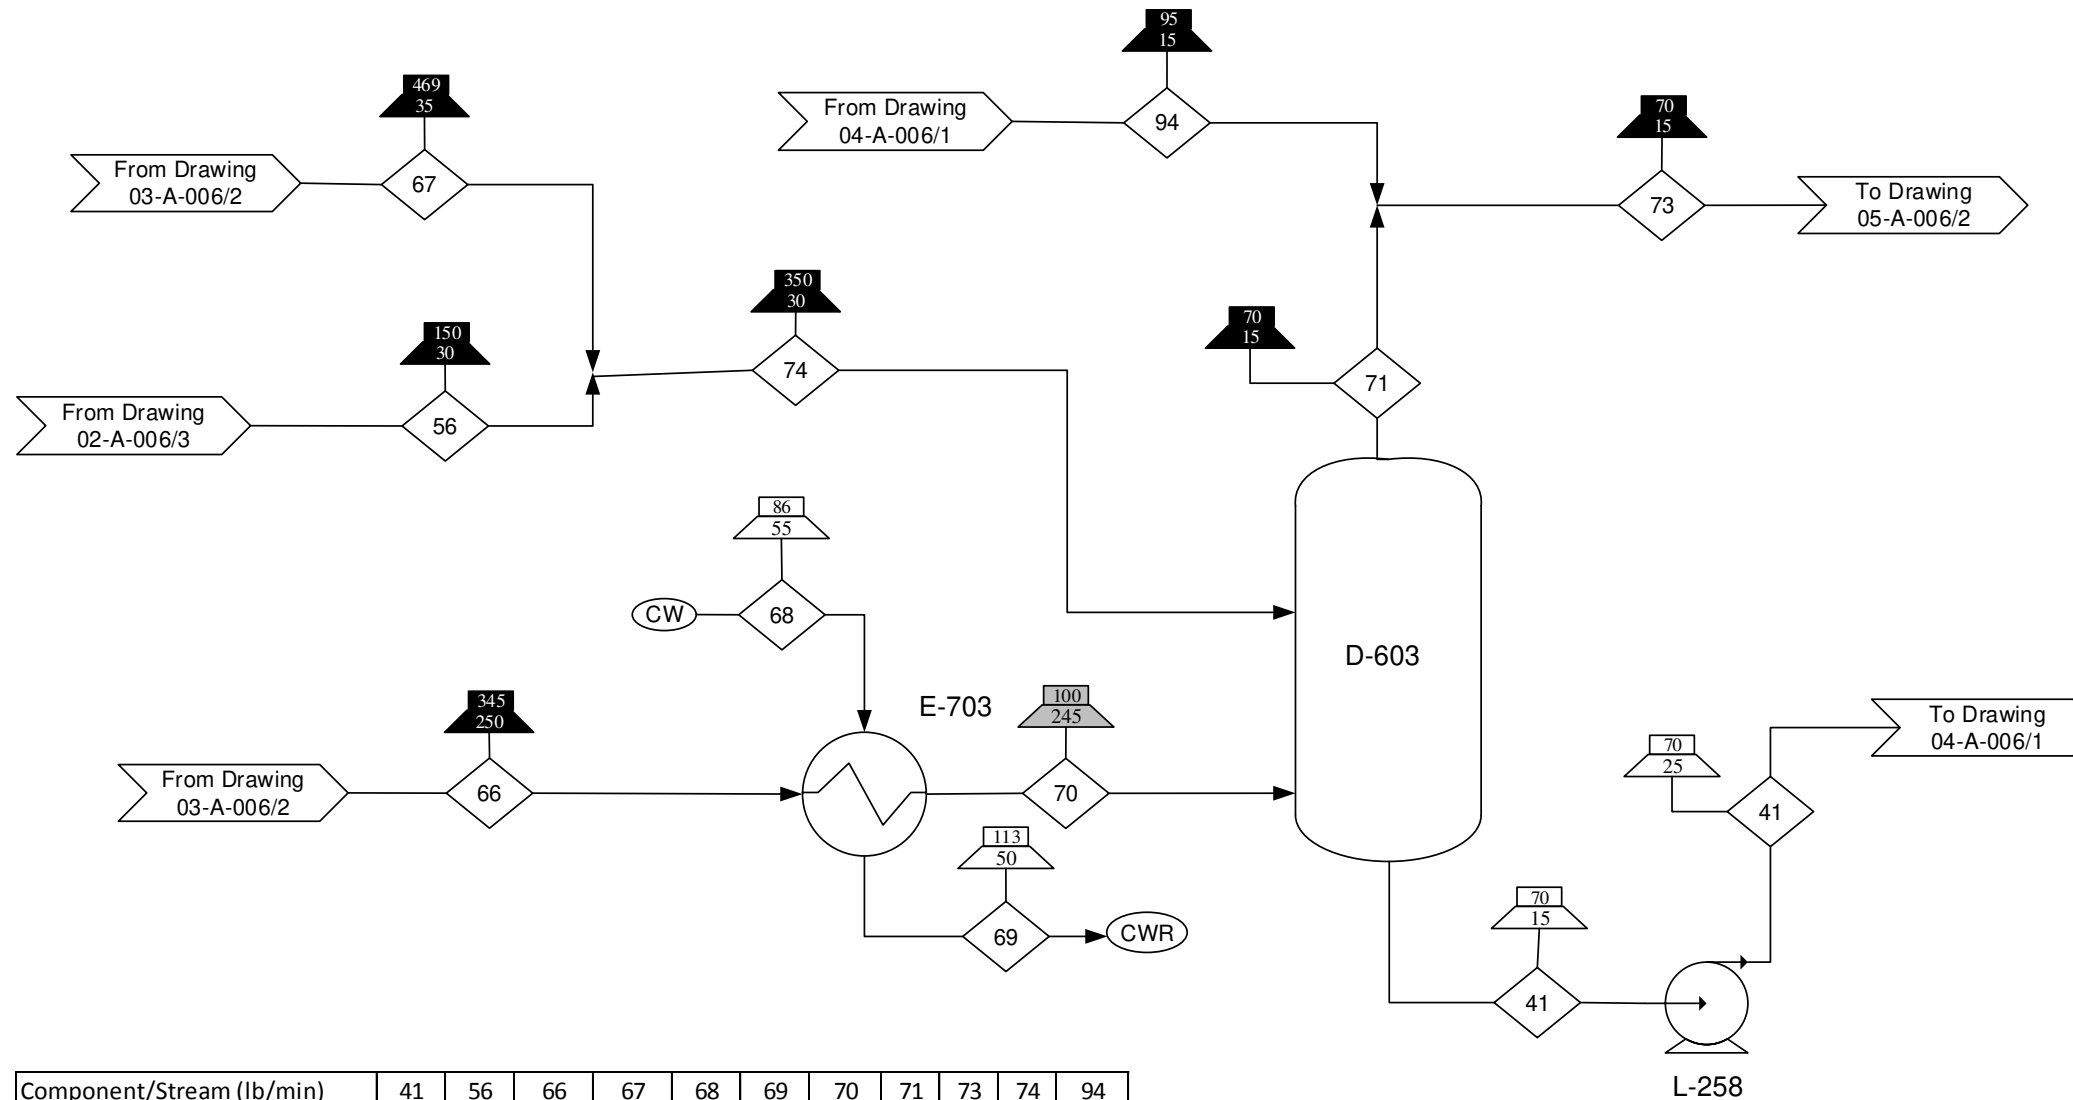 95
15
469
35
From Drawing
04-A-006/1
94
70
15
From Drawing
03-A-006/2
67
73
To Drawing
05-A-006/2
350
30
70
15
150
30
74
71
From Drawing
02-A-006/3
56
86
55
CW
68
D-603
345
250
E-703
100
245
From Drawing
03-A-006/2
66
70
To Drawing
04-A-006/1
70
25
41
113
50
69
CWR
70
15
41
L-258
Component/Stream (lb/min) 41 56 66 67 68 69 70 71 73 74 94